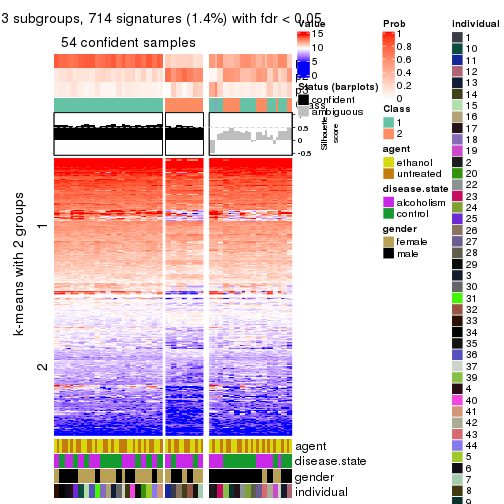 3 subgroups, 714 signatures (1.4%) with fdr < 0.05
54 confident samples
k-means with 2 groups
1
2
Value
15
10
5
0
Status (barplots)
confident
ambiguous
p3
Class
0.5
0
-0.5
Silhouette
score
agent
disease.state
gender
individual
Prob
1
0.8
0.6
0.4
0.2
0
Class
1
2
agent
ethanol
untreated
disease.state
alcoholism
control
gender
female
male
individual
1
10
11
12
13
14
15
16
17
18
19
2
20
22
23
24
25
26
27
28
29
3
30
31
32
33
34
35
36
37
39
4
40
41
42
43
44
5
6
7
8
9